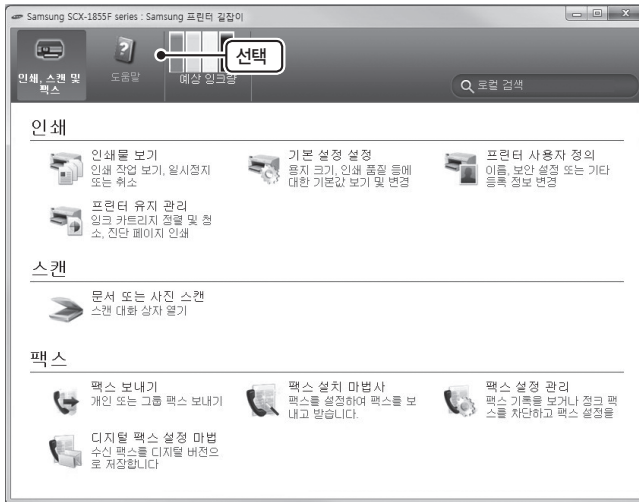 Samsung SCX-1855F series : Samsung 프린터 길잡이
인쇄, 스캔 및
팩스
도움말
선택
예상 잉크량
로컬 검색
인쇄
인쇄물 보기
인쇄 작업 보기, 일시정지
또는 취소
기본 설정 설정
용지 크기, 인쇄 품질 등에
대한 기본값 보기 및 변경
프린터 사용자 정의
이름, 보안 설정 또는 기타
등록 정보 변경
프린터 유지 관리
잉크 카트리지 정렬 및 청
소, 진단 페이지 인쇄
스캔
문서 또는 사진 스캔
스캔 대화 상자 열기
팩스
팩스 보내기
개인 또는 그룹 팩스 보내기
팩스 설치 마법사
팩스를 설정하여 팩스를 보
내고 받습니다.
팩스 설정 관리
팩스 기록을 보거나 정크 팩
스를 차단하고 팩스 설정을
디지털 팩스 설정 마법
수신 팩스를 디지털 버전으
로 저장합니다